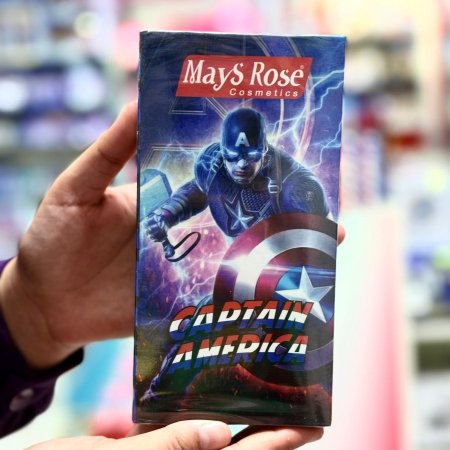 MayS Rose
Cosmetics
A
CAPTAIN
AMERICA